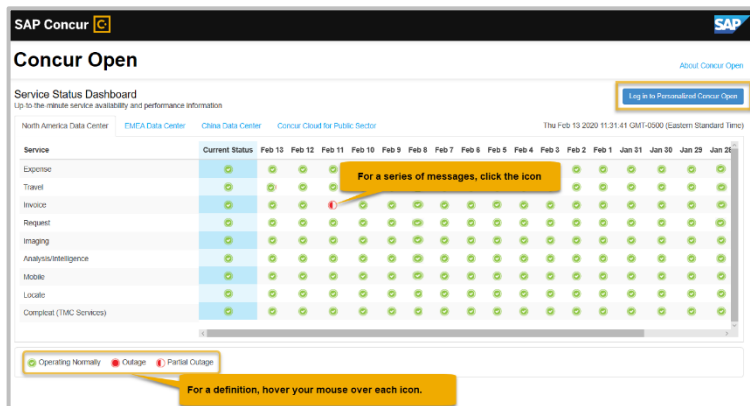 SAP Concur C
SAP
Concur Open
About Concur Open
Service Status Dashboard
Up-to-the-minute service availability and performance information
Log in to Personalized Concur Open
North America Data Center EMEA Data Center China Data Center Concur Cloud for Public Sector Thu Feb 13 2020 11:31:41 GMT-0500 (Eastern Standard Time)
Service Current Status Feb 13 Feb 12 Feb 11 Feb 10 Feb 9 Feb 8 Feb 7 Feb 6 Feb 5 Feb 4 Feb 3 Feb 2 Feb 1 Jan 31 Jan 30 Jan 29 Jan 28
Expense
For a series of messages, click the icon
Travel
Invoice
Request
Imaging
Analysis/Intelligence
Mobile
Locate
Compleat (TMC Services)
Operating Normally Outage Partial Outage
For a definition, hover your mouse over each icon.